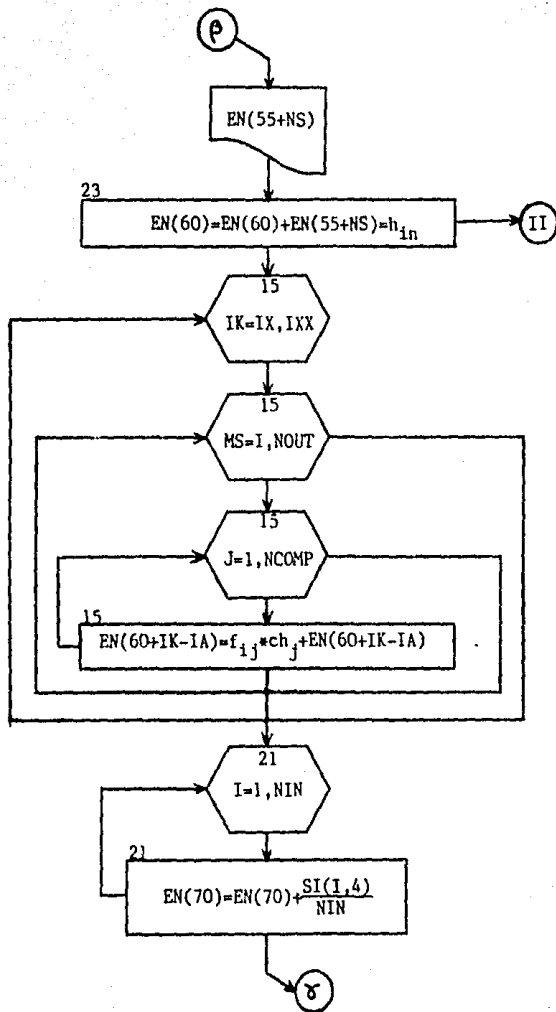 β
EN(55+NS)
23
EN(60)=EN(60)+EN(55+NS)=h_in
II
15
IK=IX,IXX
15
MS=I,NOUT
15
J=1,NCOMP
15
EN(60+IK-IA)=f_ij*ch_j+EN(60+IK-IA)
21
I=1,NIN
21
EN(70)=EN(70)+SI(I,4)/NIN
γ